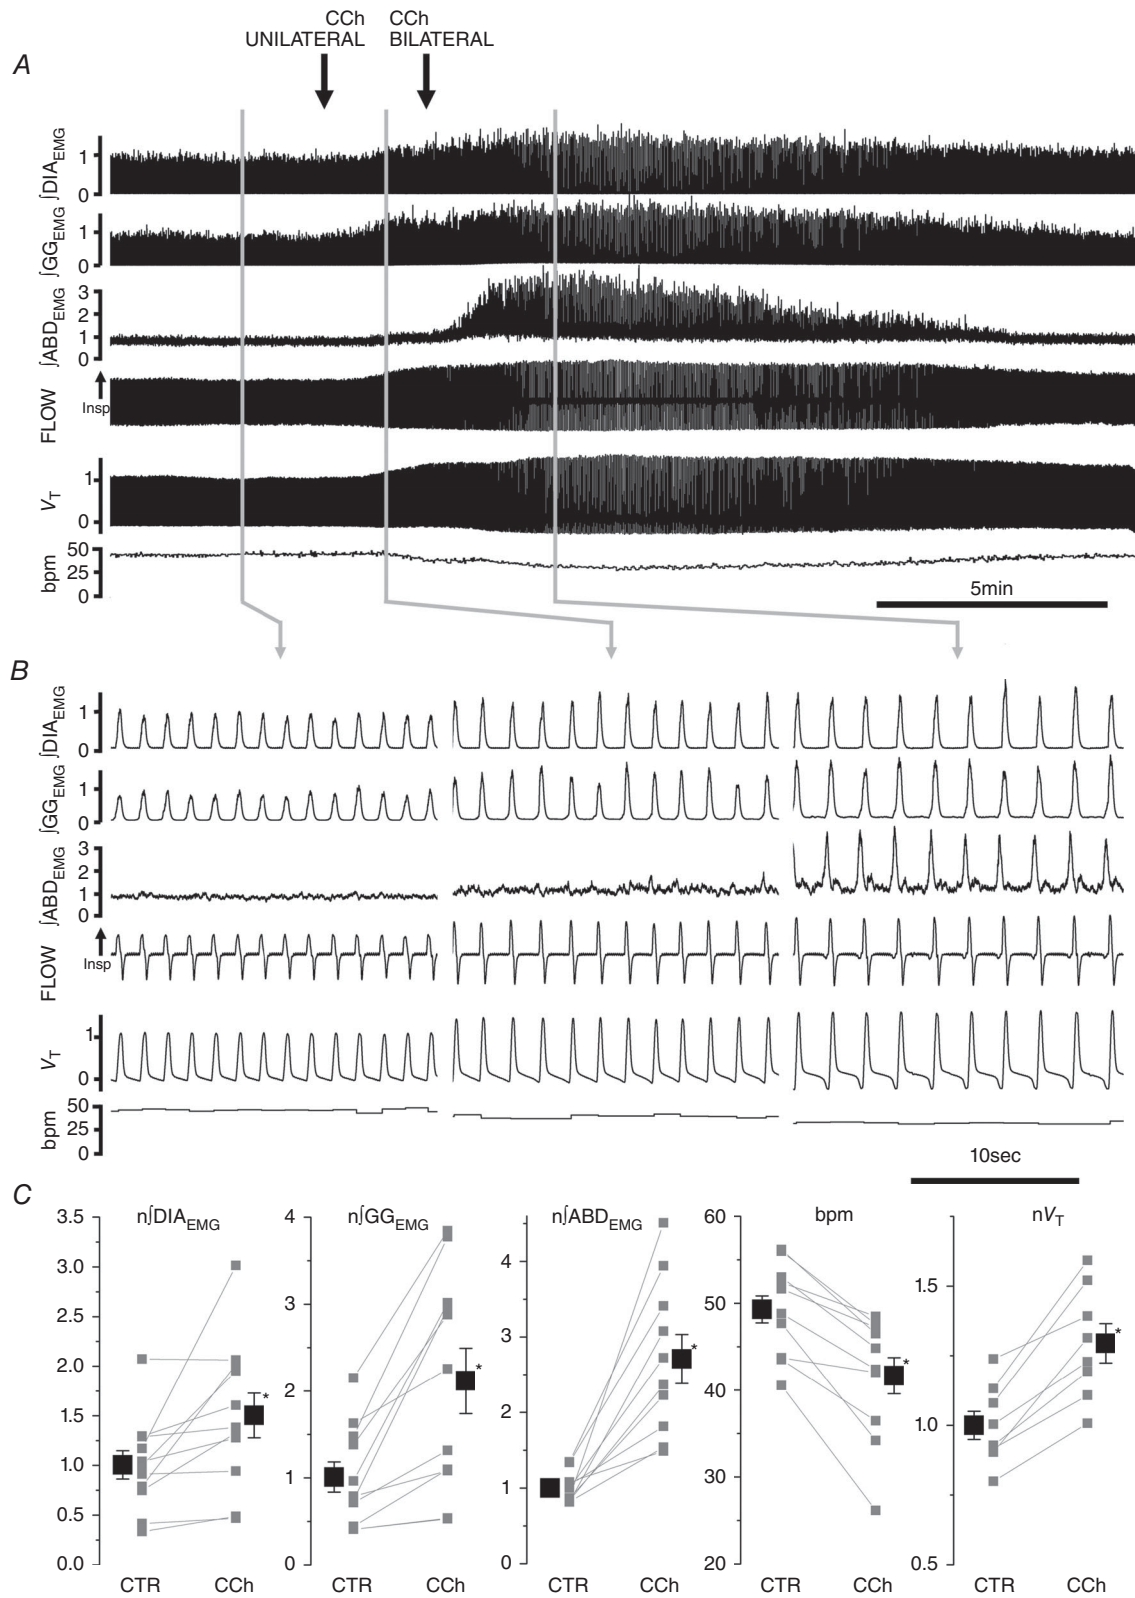 CCh CCh
UNILATERAL BILATERAL
A
∫DIA_EMG
1
0
∫GG_EMG
1
0
∫ABD_EMG
3
2
1
0
FLOW
Insp
V_T
1
0
bpm
50
25
0
5min
B
∫DIA_EMG
1
0
∫GG_EMG
1
0
∫ABD_EMG
3
2
1
0
FLOW
Insp
V_T
1
0
bpm
50
25
0
10sec
C
n∫DIA_EMG
3.5
3.0
2.5
2.0
1.5
1.0
0.5
0.0
*
CTR CCh
n∫GG_EMG
4
3
2
1
0
*
CTR CCh
n∫ABD_EMG
4
3
2
1
0
*
CTR CCh
bpm
60
50
40
30
20
*
CTR CCh
nV_T
1.5
1.0
0.5
*
CTR CCh